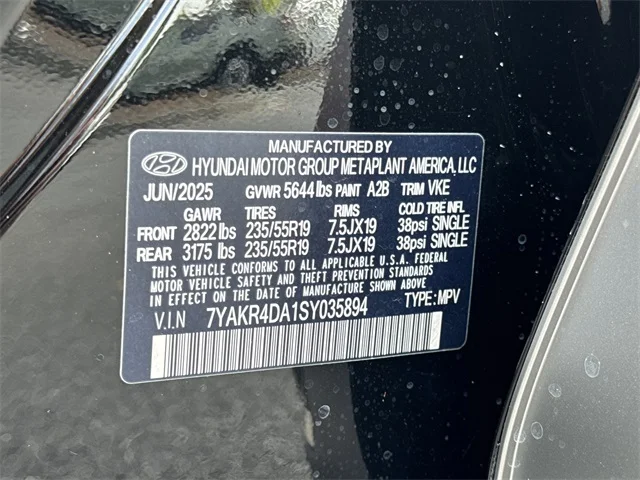 MANUFACTURED BY
HYUNDAI MOTOR GROUP METAPLANT AMERICA, LLC
JUN/2025 GVWR 5644 lbs PAINT A2B TRIM VKE
GAWR TIRES RIMS COLD TIRE INFL
FRONT 2822 lbs 235/55R19 7.5JX19 38psi SINGLE
REAR 3175 lbs 235/55R19 7.5JX19 38psi SINGLE
THIS VEHICLE CONFORMS TO ALL APPLICABLE U.S.A. FEDERAL
MOTOR VEHICLE SAFETY AND THEFT PREVENTION STANDARDS
IN EFFECT ON THE DATE OF MANUFACTURE SHOWN ABOVE.
V.I.N 7YAKR4DA1SY035894 TYPE: MPV